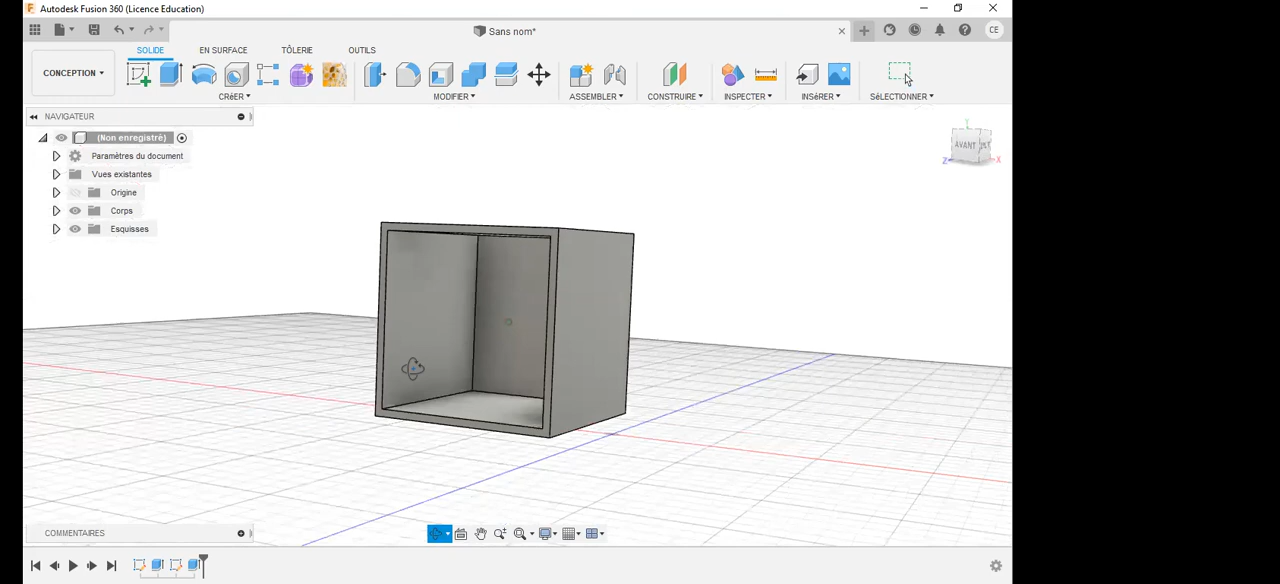 Autodesk Fusion 360 (Licence Education)
Sans nom*
CE
SOLIDE EN SURFACE TÔLERIE OUTILS
CONCEPTION
CRÉER MODIFIER ASSEMBLER CONSTRUIRE INSPECTER INSÉRER SÉLECTIONNER
NAVIGATEUR
(Non enregistré)
Paramètres du document
Vues existantes
Origine
Corps
Esquisses
Y
AVANT
Z X
COMMENTAIRES